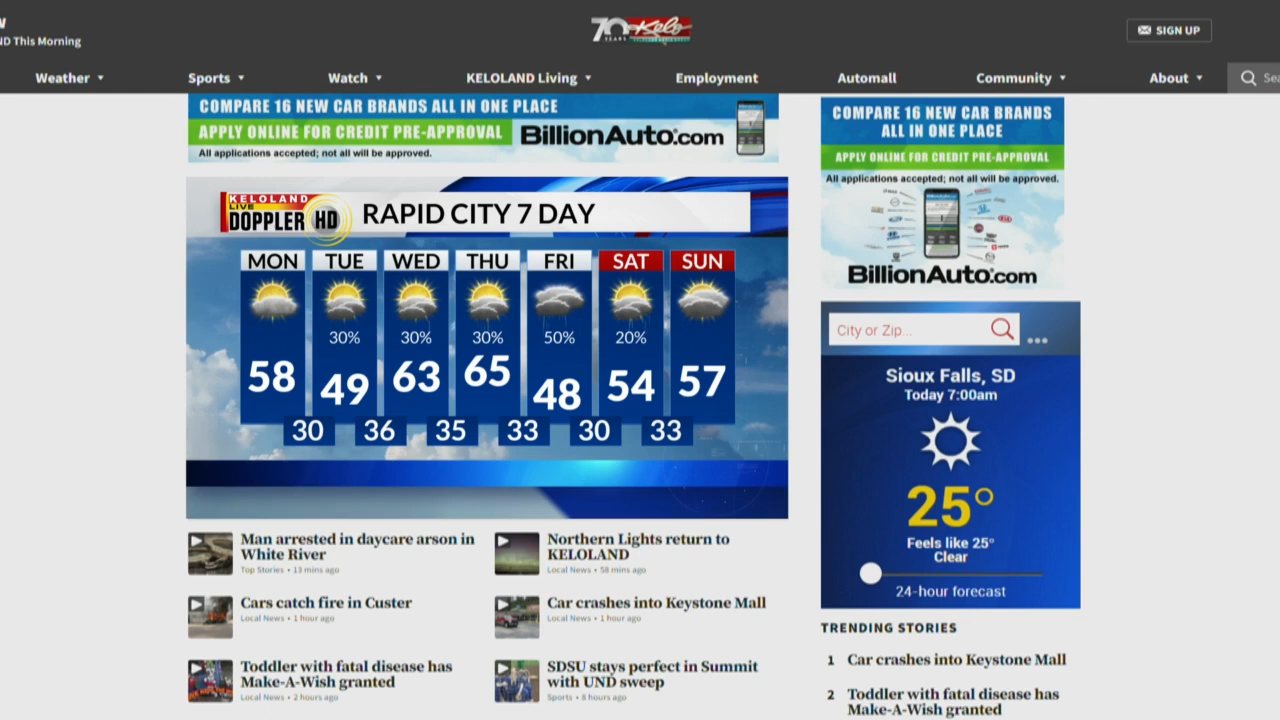 ND This Morning
70 YEARS Kelo
SIGN UP
Weather
Sports
Watch
KELOLAND Living
Employment
Automall
Community
About
COMPARE 16 NEW CAR BRANDS ALL IN ONE PLACE
APPLY ONLINE FOR CREDIT PRE-APPROVAL
BillionAuto.com
All applications accepted; not all will be approved.
COMPARE 16 NEW CAR BRANDS
ALL IN ONE PLACE
APPLY ONLINE FOR CREDIT PRE-APPROVAL
All applications accepted; not all will be approved.
BillionAuto.com
KELOLAND
LIVE
DOPPLER HD
RAPID CITY 7 DAY
MON TUE WED THU FRI SAT SUN
30% 30% 30% 50% 20%
58 49 63 65 48 54 57
30 36 35 33 30 33
City or Zip...
Sioux Falls, SD
Today 7:00am
25°
Feels like 25°
Clear
24-hour forecast
Man arrested in daycare arson in
White River
Top Stories • 13 mins ago
Northern Lights return to
KELOLAND
Local News • 58 mins ago
Cars catch fire in Custer
Local News • 1 hour ago
Car crashes into Keystone Mall
Local News • 1 hour ago
Toddler with fatal disease has
Make-A-Wish granted
Local News • 2 hours ago
SDSU stays perfect in Summit
with UND sweep
Sports • 8 hours ago
TRENDING STORIES
1 Car crashes into Keystone Mall
2 Toddler with fatal disease has
Make-A-Wish granted